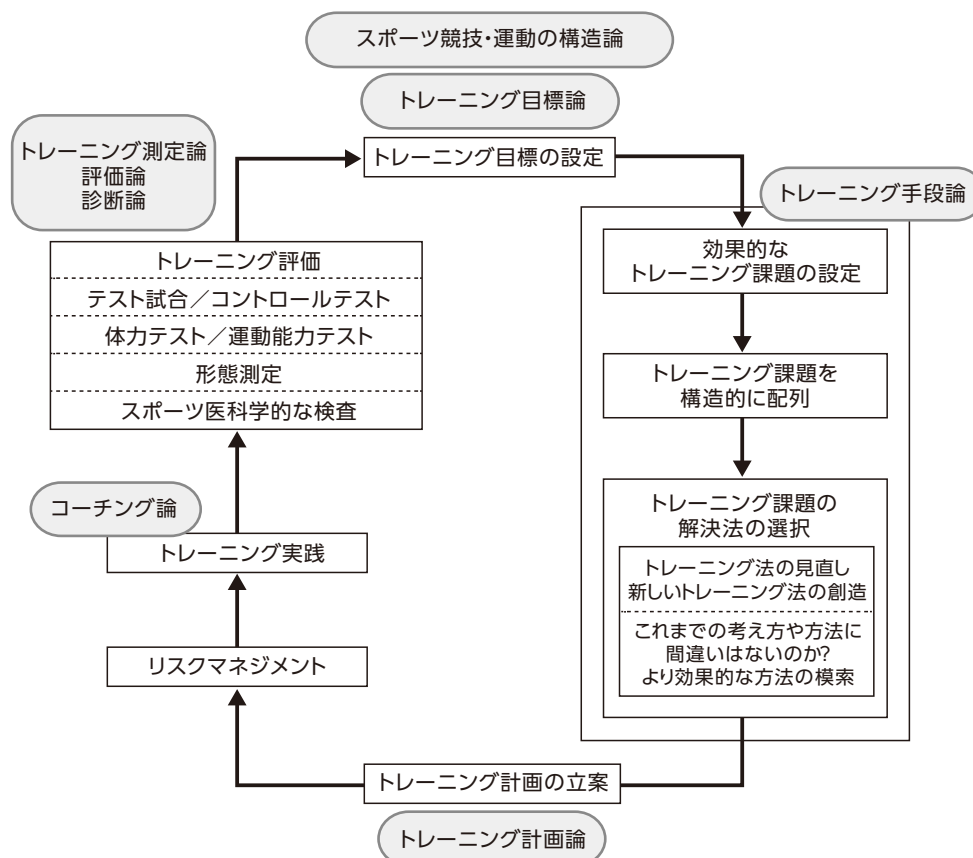 スポーツ競技・運動の構造論
トレーニング目標論
トレーニング目標の設定
トレーニング測定論
評価論
診断論
トレーニング手段論
効果的な
トレーニング課題の設定
トレーニング課題を
構造的に配列
トレーニング課題の
解決法の選択
トレーニング法の見直し
新しいトレーニング法の創造
これまでの考え方や方法に
間違いはないのか?
より効果的な方法の模索
トレーニング評価
テスト試合／コントロールテスト
体力テスト／運動能力テスト
形態測定
スポーツ医科学的な検査
コーチング論
トレーニング実践
リスクマネジメント
トレーニング計画の立案
トレーニング計画論